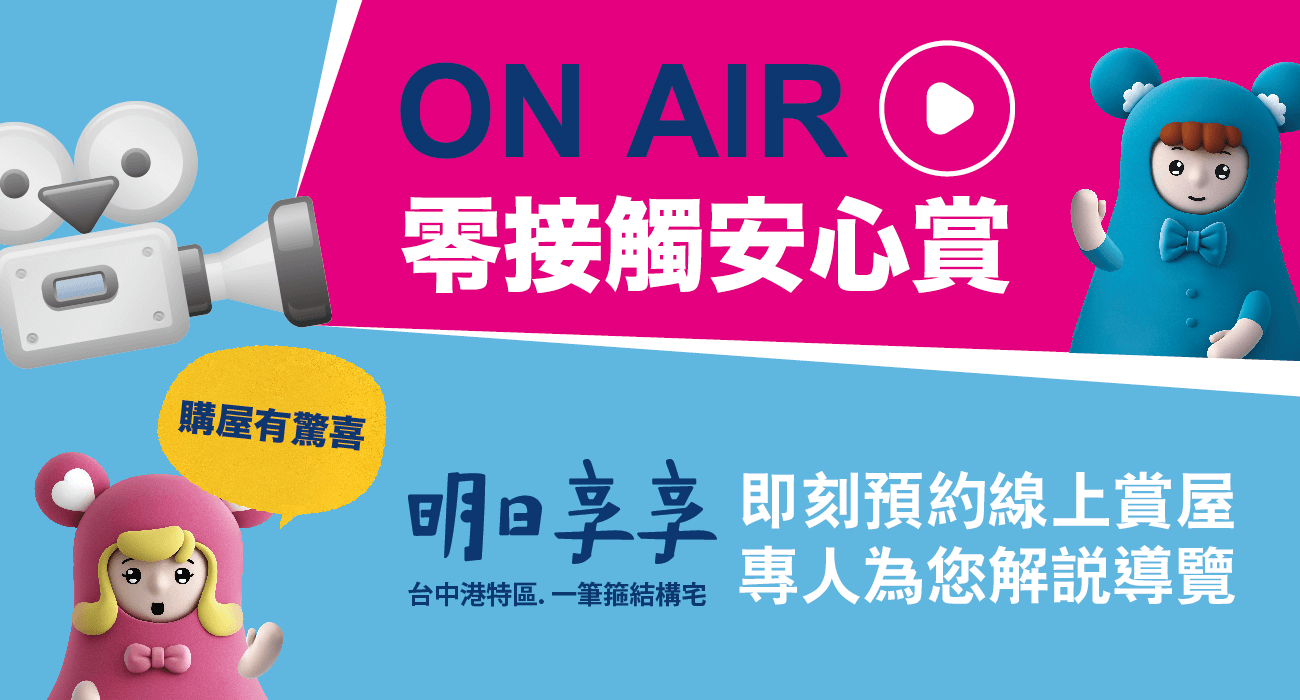 ON AIR
零接觸安心賞
購屋有驚喜
明日享享
台中港特區.一筆箍結構宅
即刻預約線上賞屋
專人為您解説導覽